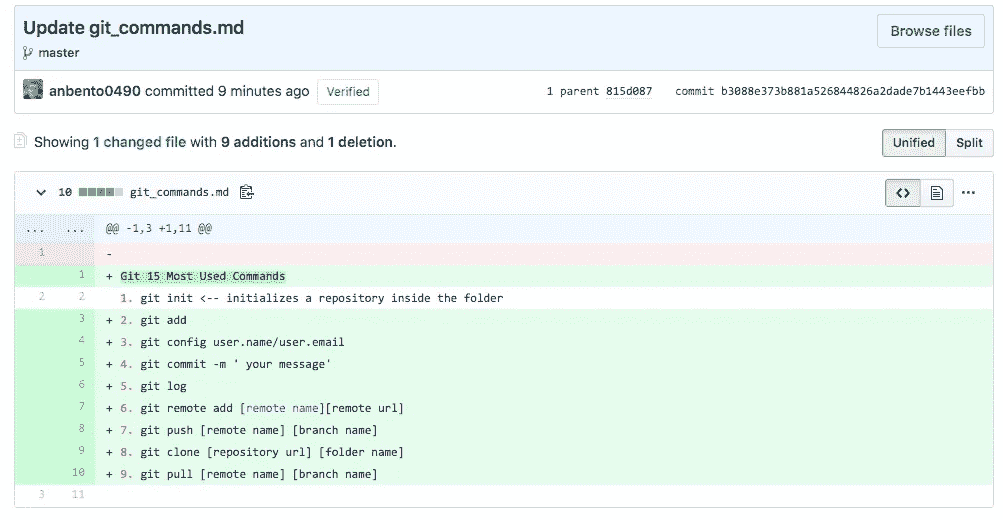 Update git_commands.md
Browse files
master
anbento0490 committed 9 minutes ago Verified 1 parent 815d087 commit b3088e373b881a526844826a2dade7b1443eefbb
Showing 1 changed file with 9 additions and 1 deletion.
Unified Split
10 git_commands.md <> ...
... ... @@ -1,3 +1,11 @@
1 -
1 + Git 15 Most Used Commands
2 2 1. git init <-- initializes a repository inside the folder
3 + 2. git add
4 + 3. git config user.name/user.email
5 + 4. git commit -m ' your message'
6 + 5. git log
7 + 6. git remote add [remote name][remote url]
8 + 7. git push [remote name] [branch name]
9 + 8. git clone [repository url] [folder name]
10 + 9. git pull [remote name] [branch name]
3 11